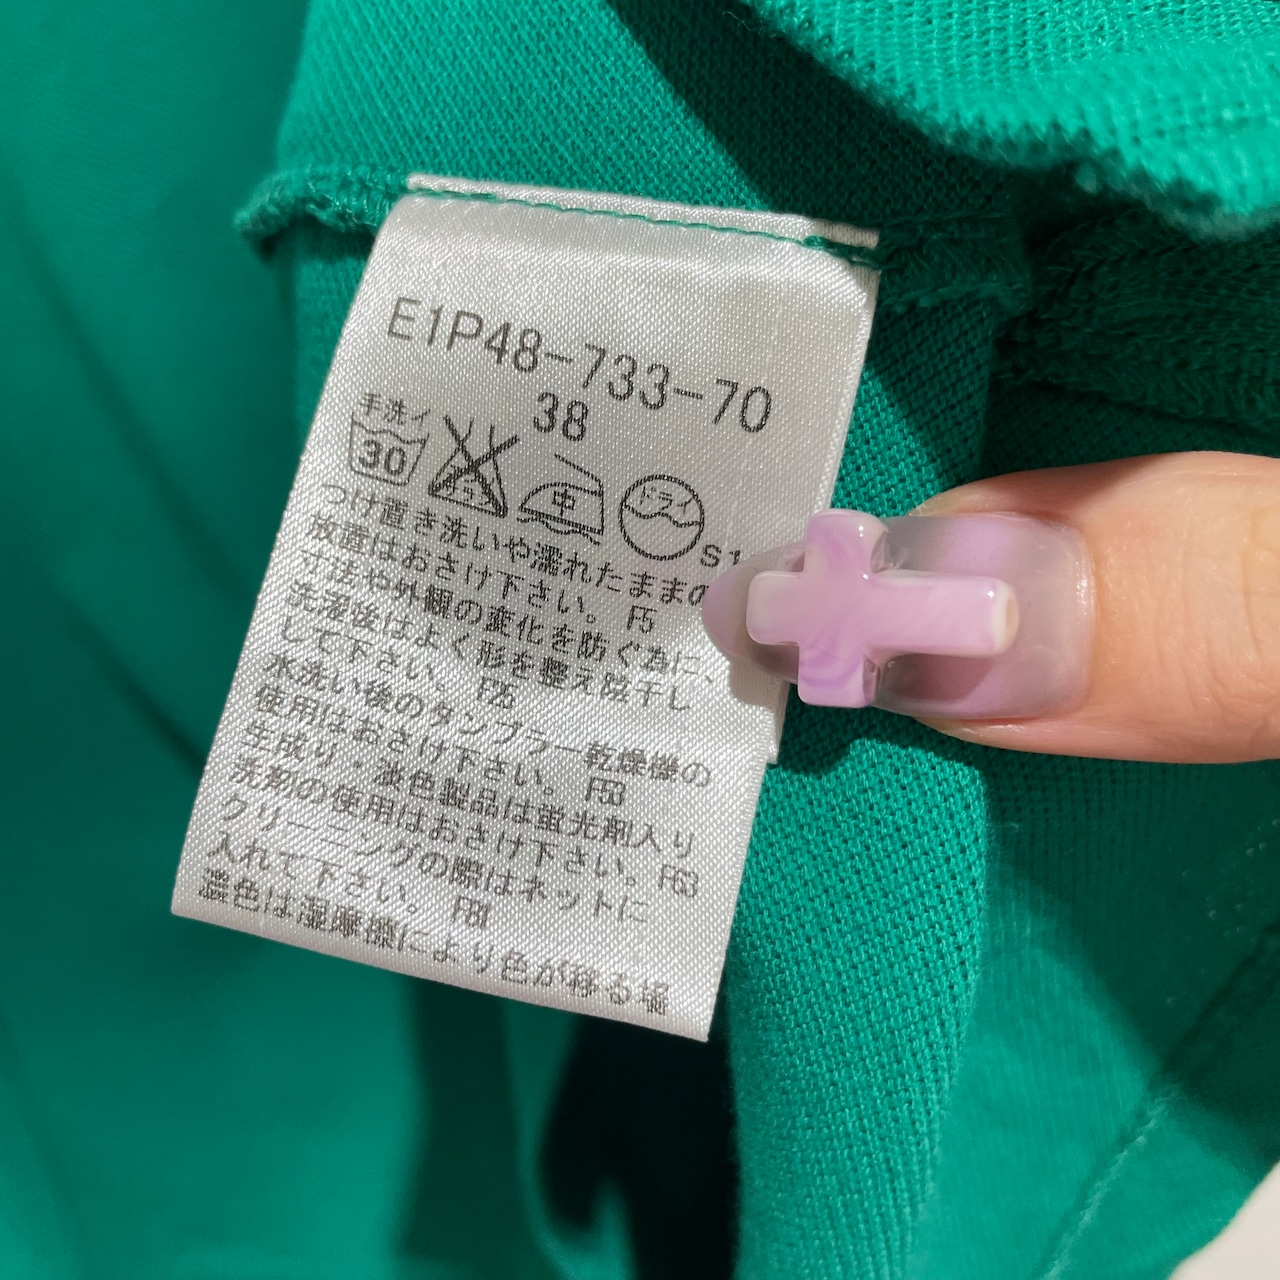 E1P48-733-70
38
手洗イ
30
エンソ
中
ドライ
つけ置き洗いや濡れたままの
放置はおさけ下さい。 F5
寸法や外観の変化を防ぐ為に、
洗濯後はよく形を整え陰干し
して下さい。 F25
水洗い後のタンブラー乾燥機の
使用はおさけ下さい。 F53
生成り・淡色製品は蛍光剤入り
洗剤の使用はおさけ下さい。 F63
クリーニングの際はネットに
入れて下さい。 F81
濃色は湿摩擦により色が移る場